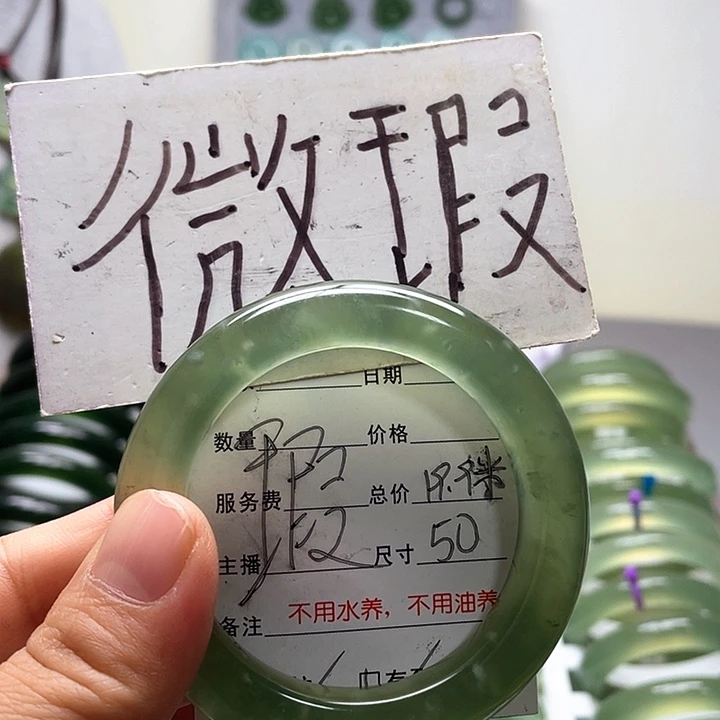 微瑕
日期
数量 瑕 价格
服务费 总价
主播 尺寸 50
备注 不用水养，不用油养